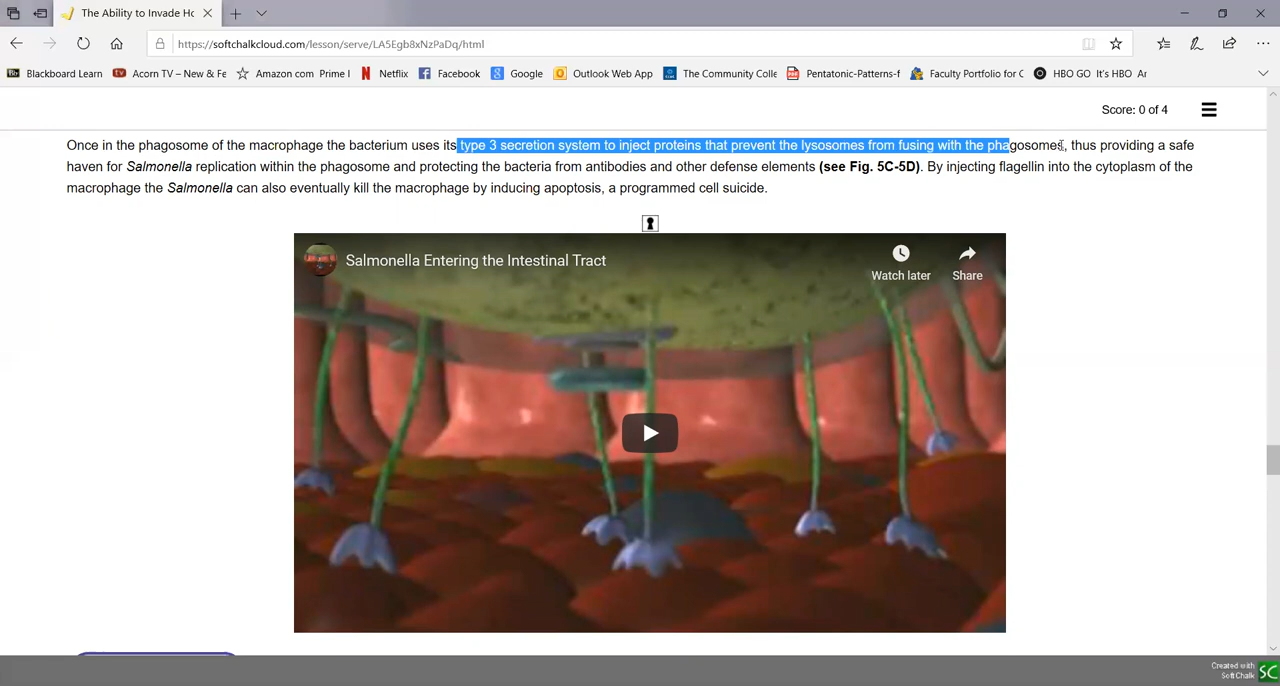 The Ability to Invade Ho
https://softchalkcloud.com/lesson/serve/LA5Egb8xNzPaDq/html
Blackboard Learn Acorn TV – New & Fe Amazon com Prime I Netflix Facebook Google Outlook Web App The Community Colle Pentatonic-Patterns-f Faculty Portfolio for C HBO GO It's HBO Ar
Score: 0 of 4
Once in the phagosome of the macrophage the bacterium uses its type 3 secretion system to inject proteins that prevent the lysosomes from fusing with the phagosomes, thus providing a safe
haven for Salmonella replication within the phagosome and protecting the bacteria from antibodies and other defense elements (see Fig. 5C-5D). By injecting flagellin into the cytoplasm of the
macrophage the Salmonella can also eventually kill the macrophage by inducing apoptosis, a programmed cell suicide.
Salmonella Entering the Intestinal Tract
Watch later Share
Created with
SoftChalk SC